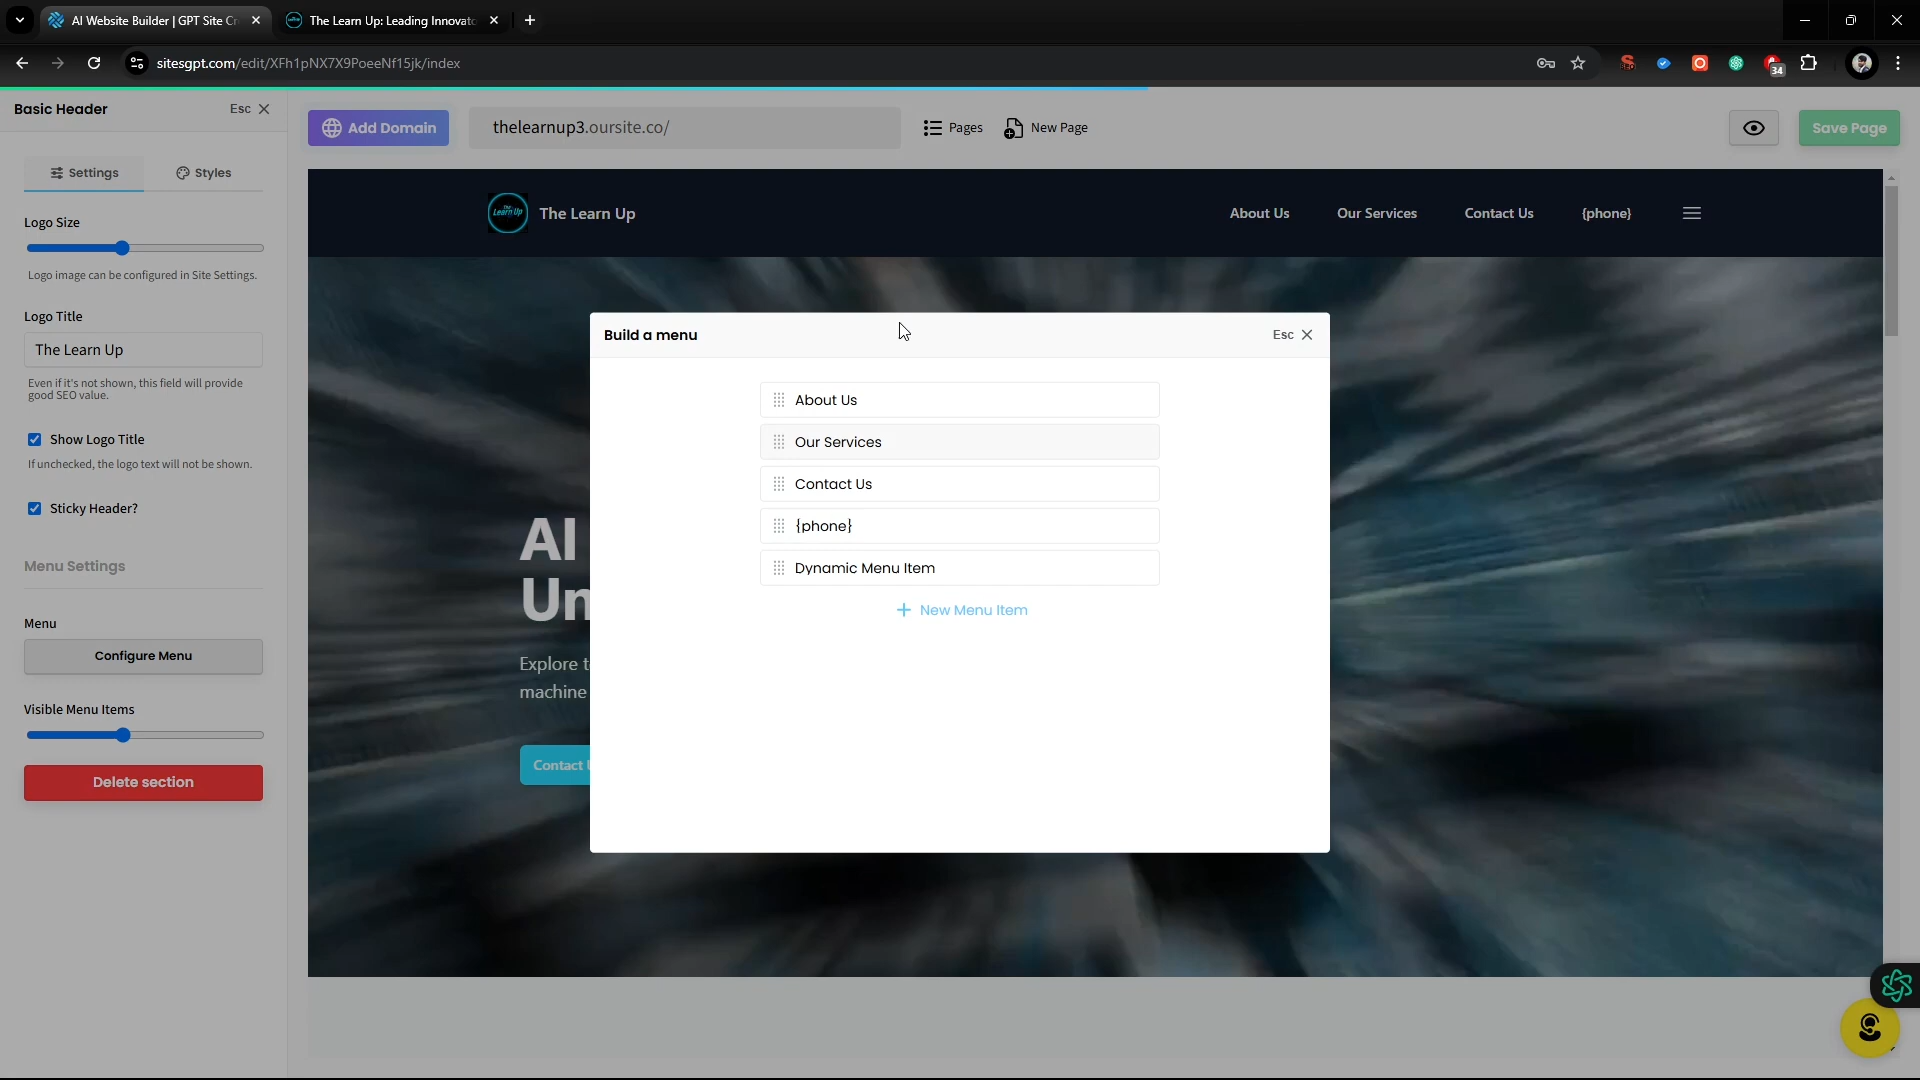 AI Website Builder | GPT Site Cr
The Learn Up: Leading Innovato
sitesgpt.com/edit/XFh1pNX7X9PoeeNf15jk/index
34
Basic Header
Esc
Add Domain
thelearnup3.oursite.co/
Pages
New Page
Save Page
Settings
Styles
Logo Size
Logo image can be configured in Site Settings.
Logo Title
The Learn Up
Even if it's not shown, this field will provide
good SEO value.
Show Logo Title
If unchecked, the logo text will not be shown.
Sticky Header?
Menu Settings
Menu
Configure Menu
Visible Menu Items
Delete section
The Learn Up
The Learn Up
About Us
Our Services
Contact Us
{phone}
AI
Un
Explore t
machine
Contact U
Build a menu
Esc
About Us
Our Services
Contact Us
{phone}
Dynamic Menu Item
New Menu Item